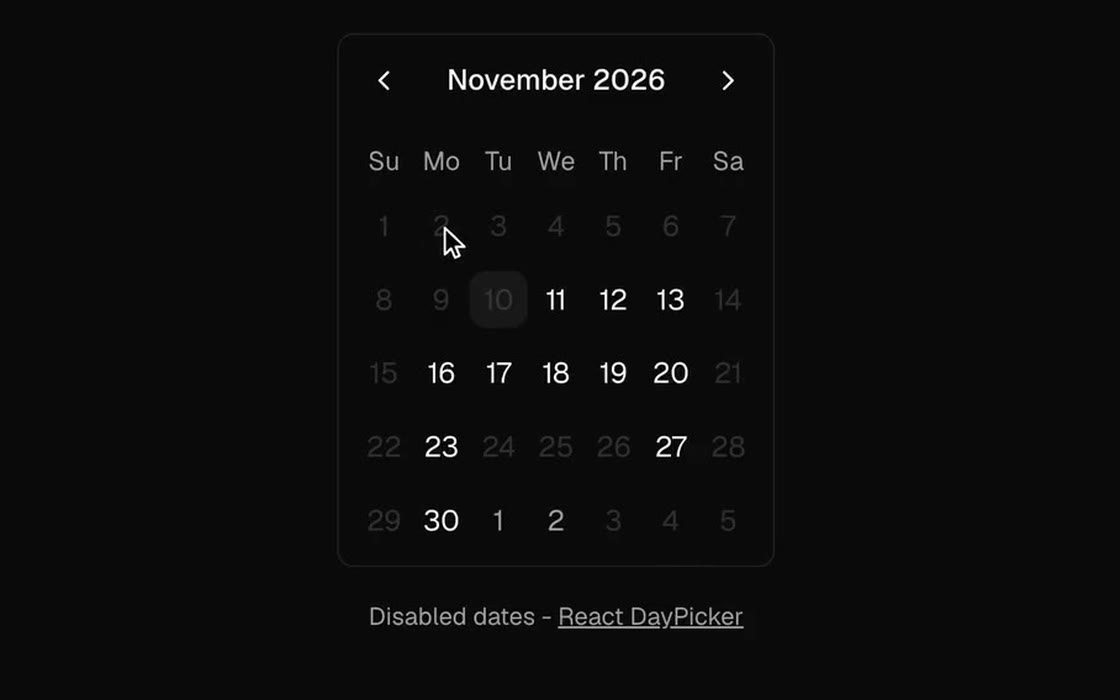 November 2026
Su Mo Tu We Th Fr Sa
1 2 3 4 5 6 7
8 9 10 11 12 13 14
15 16 17 18 19 20 21
22 23 24 25 26 27 28
29 30 1 2 3 4 5
Disabled dates - React DayPicker